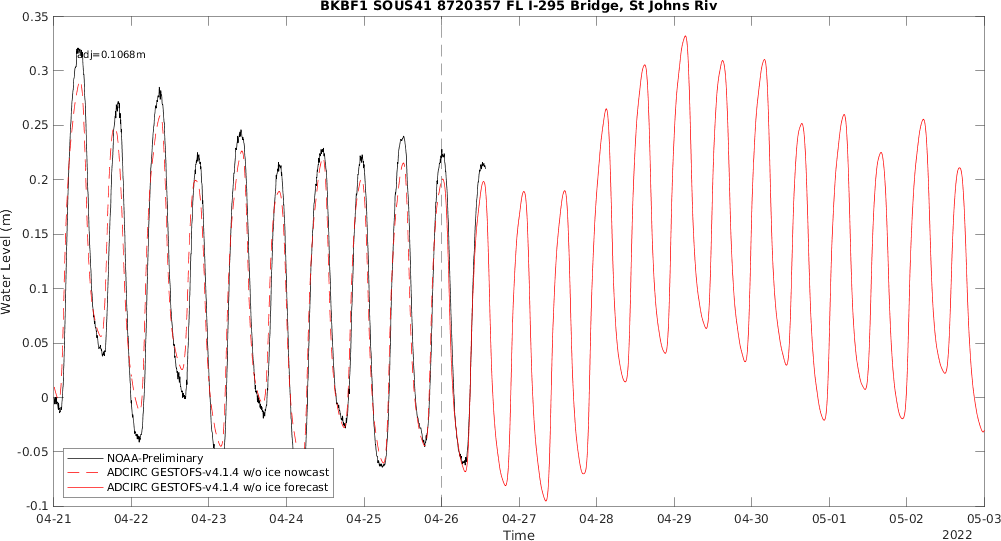 BKBF1 SOUS41 8720357 FL I-295 Bridge, St Johns Riv
0.35
adj=0.1068m
0.3
0.25
0.2
0.15
0.1
0.05
0
-0.05
-0.1
Water Level (m)
NOAA-Preliminary
ADCIRC GESTOFS-v4.1.4 w/o ice nowcast
ADCIRC GESTOFS-v4.1.4 w/o ice forecast
04-21 04-22 04-23 04-24 04-25 04-26 04-27 04-28 04-29 04-30 05-01 05-02 05-03
Time
2022